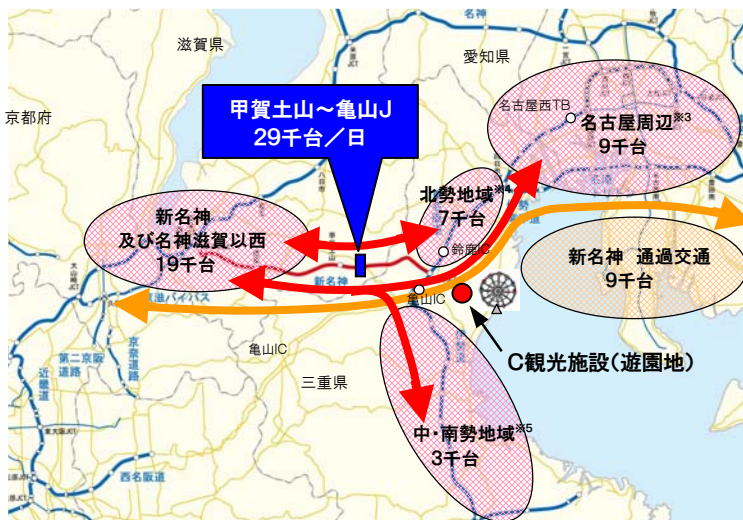 名神
滋賀県
愛知県
京都府
甲賀土山～亀山J
29千台／日
名古屋西TB
名古屋周辺※3
9千台
北勢地域※4
7千台
新名神
及び名神滋賀以西
19千台
鈴鹿IC
新名神
新名神 通過交通
9千台
亀山IC
亀山IC
C観光施設(遊園地)
第二京阪
道路
京奈道路
近畿道
三重県
中・南勢地域※5
3千台
西名阪道